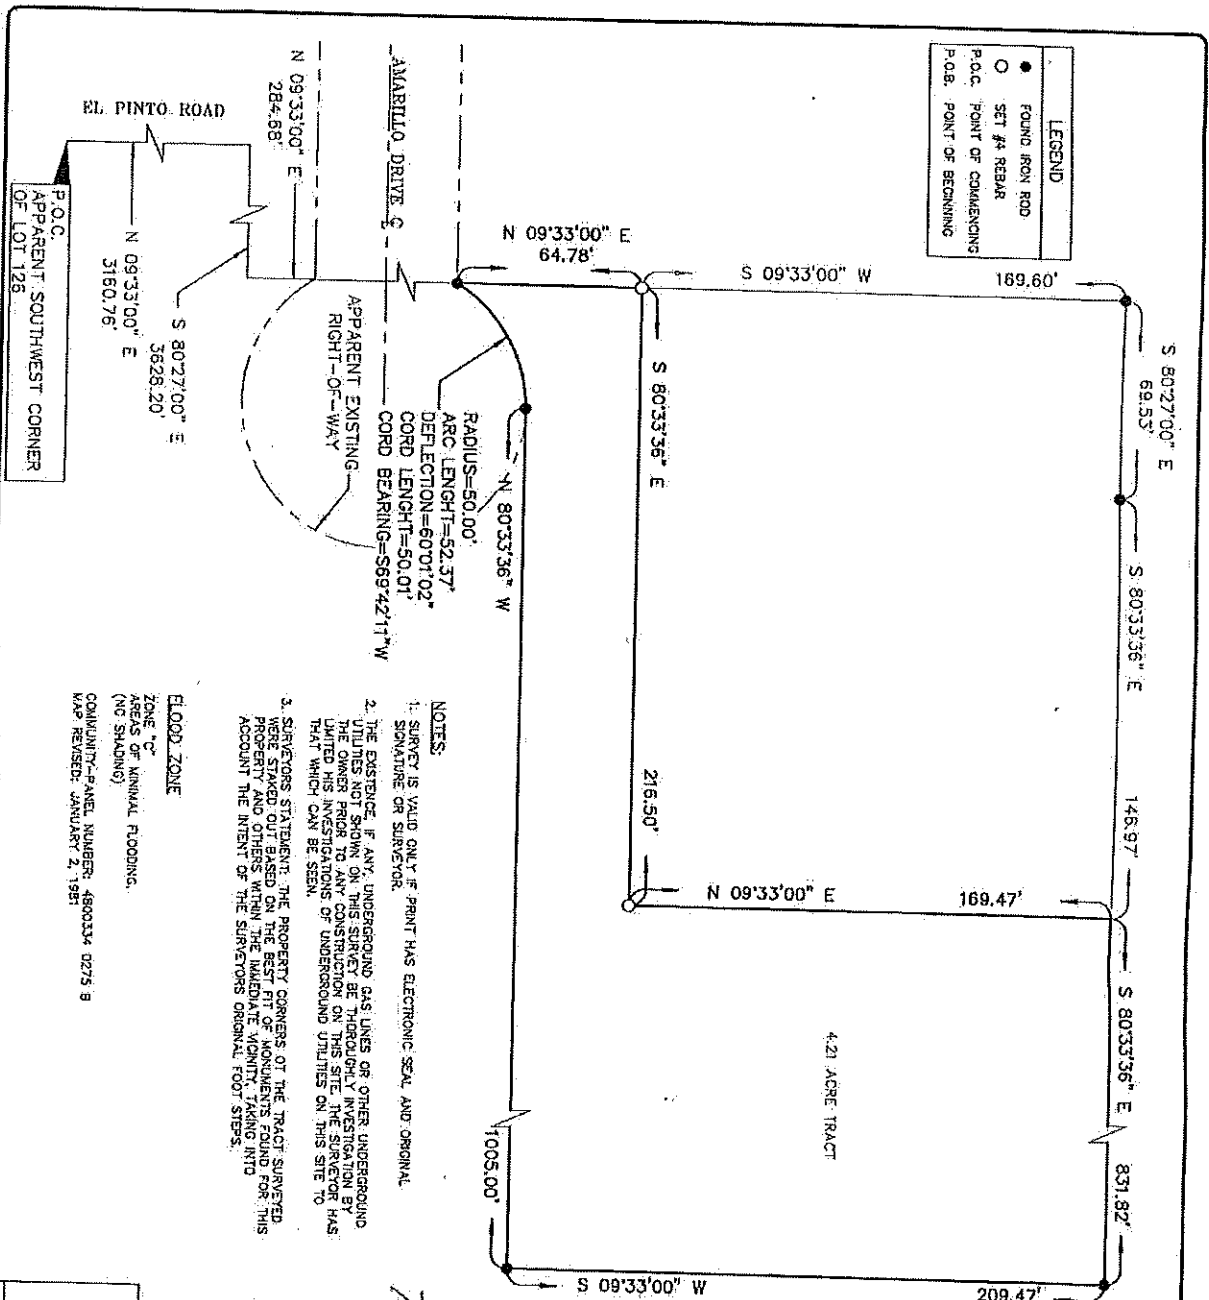 LEGEND
● FOUND IRON ROD
○ SET #4 REBAR
P.O.C. POINT OF COMMENCING
P.O.B. POINT OF BEGINNING
S 80°27'00" E
69.53'
S 80°33'36" E
146.97'
S 80°33'36" E
831.82'
169.60'
S 09°33'00" W
N 09°33'00" E
64.78'
S 80°33'36" E
216.50'
N 09°33'00" E
169.47'
4.21 ACRE TRACT
209.47'
S 09°33'00" W
1005.00'
N 80°33'36" W
RADIUS=50.00'
ARC LENGHT=52.37'
DEFLECTION=60°01'02"
CORD LENGHT=50.01'
CORD BEARING=S69°42'11"W
APPARENT EXISTING
RIGHT-OF-WAY
AMARILLO DRIVE ℄
N 09°33'00" E
284.58'
EL PINTO ROAD
S 80°27'00" E
3628.20'
N 09°33'00" E
3160.76'
P.O.C.
APPARENT SOUTHWEST CORNER
OF LOT 126
NOTES:
1. SURVEY IS VALID ONLY IF PRINT HAS ELECTRONIC SEAL AND ORIGINAL
SIGNATURE OR SURVEYOR.
2. THE EXISTENCE, IF ANY, UNDERGROUND GAS LINES OR OTHER UNDERGROUND
UTILITIES NOT SHOWN ON THIS SURVEY BE THOROUGHLY INVESTIGATION BY
THE OWNER PRIOR TO ANY CONSTRUCTION ON THIS SITE. THE SURVEYOR HAS
LIMITED HIS INVESTIGATIONS OF UNDERGROUND UTILITIES ON THIS SITE TO
THAT WHICH CAN BE SEEN.
3. SURVEYORS STATEMENT: THE PROPERTY CORNERS OT THE TRACT SURVEYED
WERE STAKED OUT BASED ON THE BEST FIT OF MONUMENTS FOUND FOR THIS
PROPERTY AND OTHERS WITHIN THE IMMEDIATE VICINITY, TAKING INTO
ACCOUNT THE INTENT OF THE SURVEYORS ORIGINAL FOOT STEPS.
FLOOD ZONE
ZONE "C"
AREAS OF MINIMAL FLOODING.
(NO SHADING)
COMMUNITY-PANEL NUMBER: 4800334 0275 B
MAP REVISED: JANUARY 2, 1981